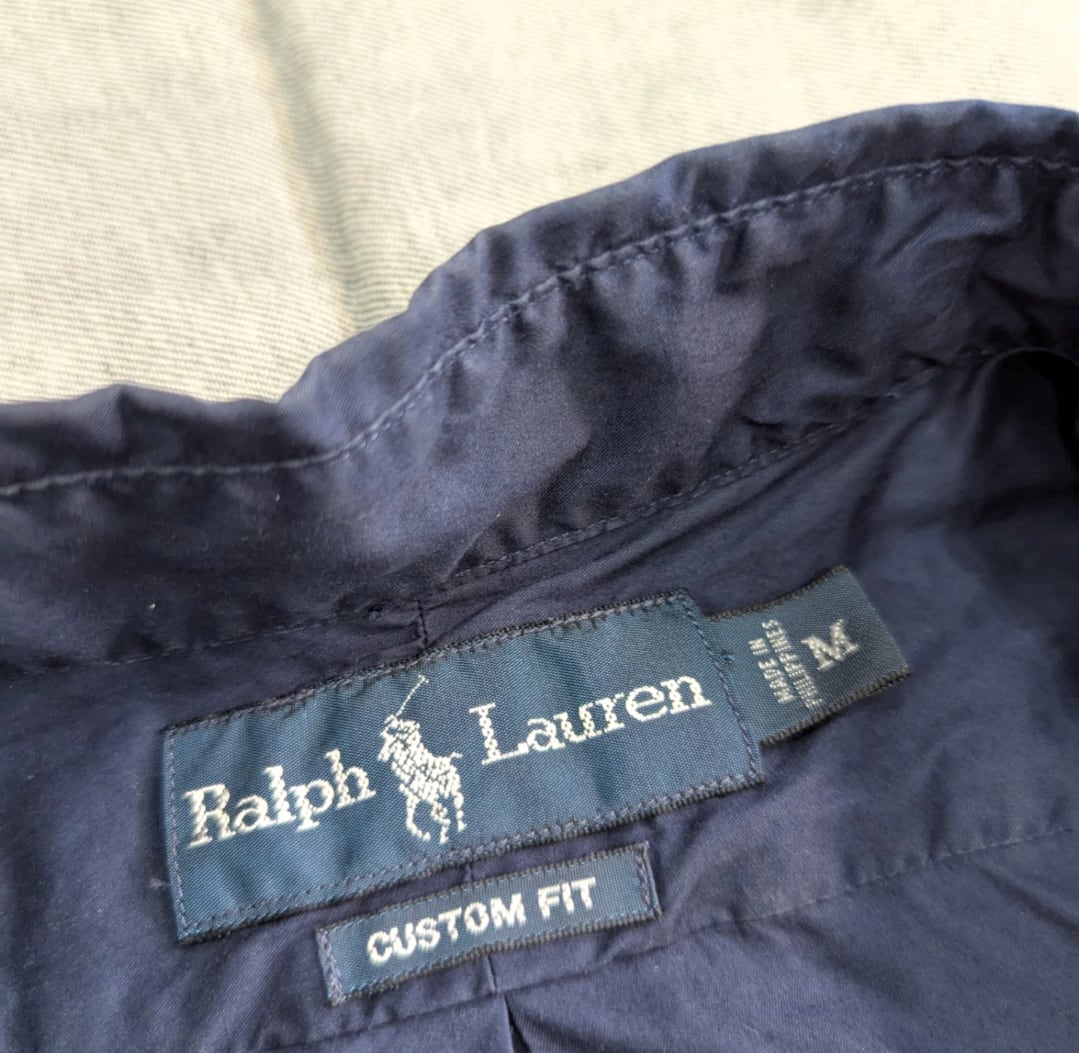 Ralph Lauren
MADE IN
PHILIPPINES
M
CUSTOM FIT